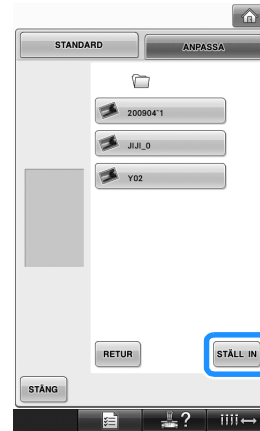 STANDARD
ANPASSA
200904~1
JIJI_0
Y02
RETUR
STÄLL IN
STÄNG
?